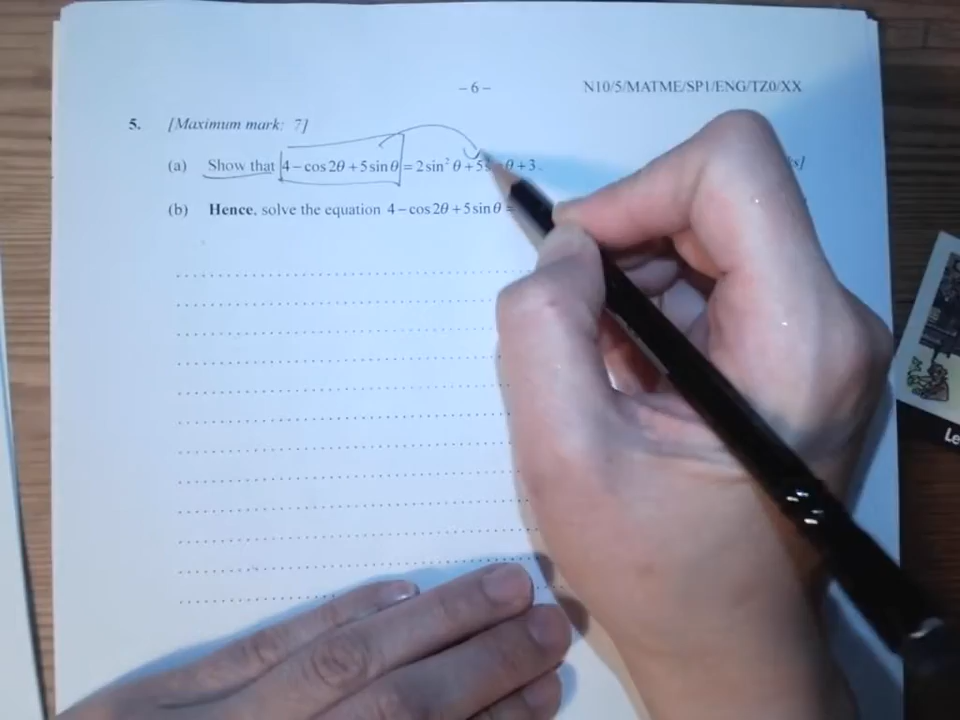 – 6 –
N10/5/MATME/SP1/ENG/TZ0/XX
5. [Maximum mark: 7]
(a) Show that 4 − cos 2θ + 5 sin θ = 2 sin² θ + 5 θ + 3 .
(b) Hence, solve the equation 4 − cos 2θ + 5 sin θ =
Le